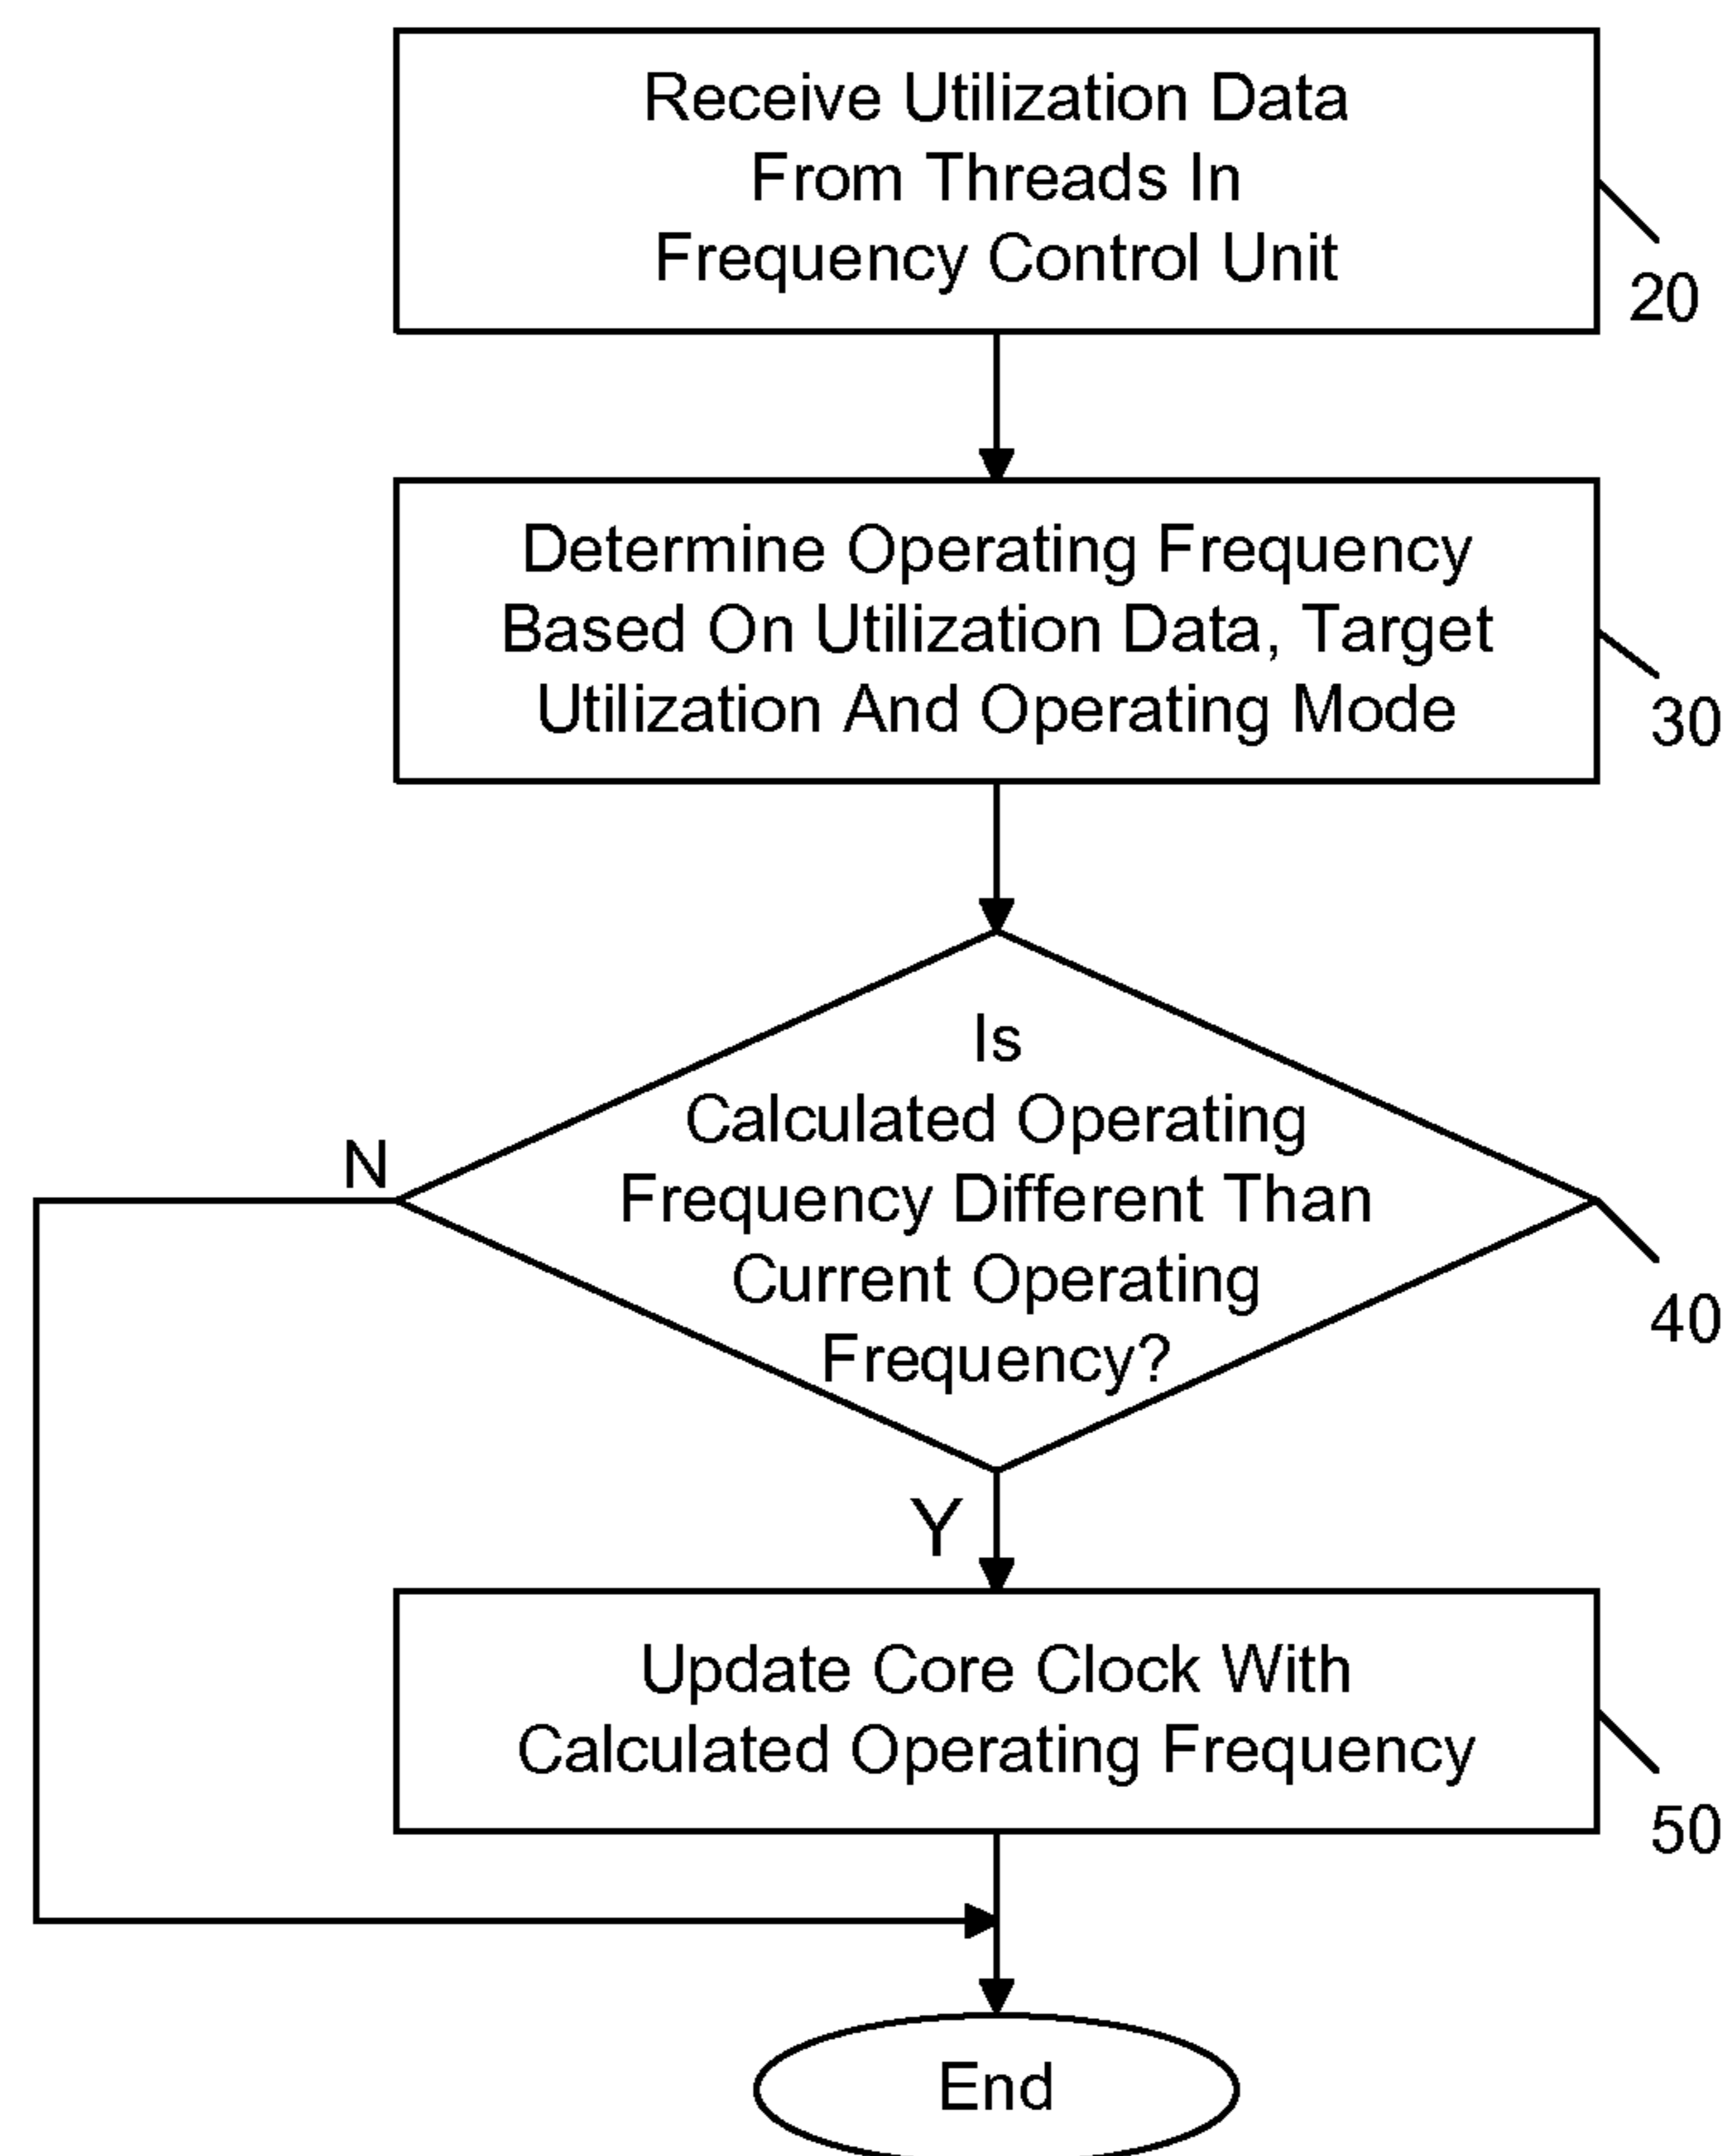 Receive Utilization Data
From Threads In
Frequency Control Unit
20
Determine Operating Frequency
Based On Utilization Data, Target
Utilization And Operating Mode
30
Is
Calculated Operating
Frequency Different Than
Current Operating
Frequency?
N
40
Y
Update Core Clock With
Calculated Operating Frequency
50
End